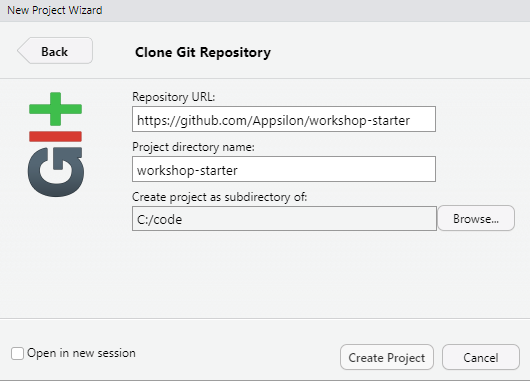 New Project Wizard
Back
Clone Git Repository
Repository URL:
https://github.com/Appsilon/workshop-starter
Project directory name:
workshop-starter
Create project as subdirectory of:
C:/code
Browse...
Open in new session
Create Project
Cancel